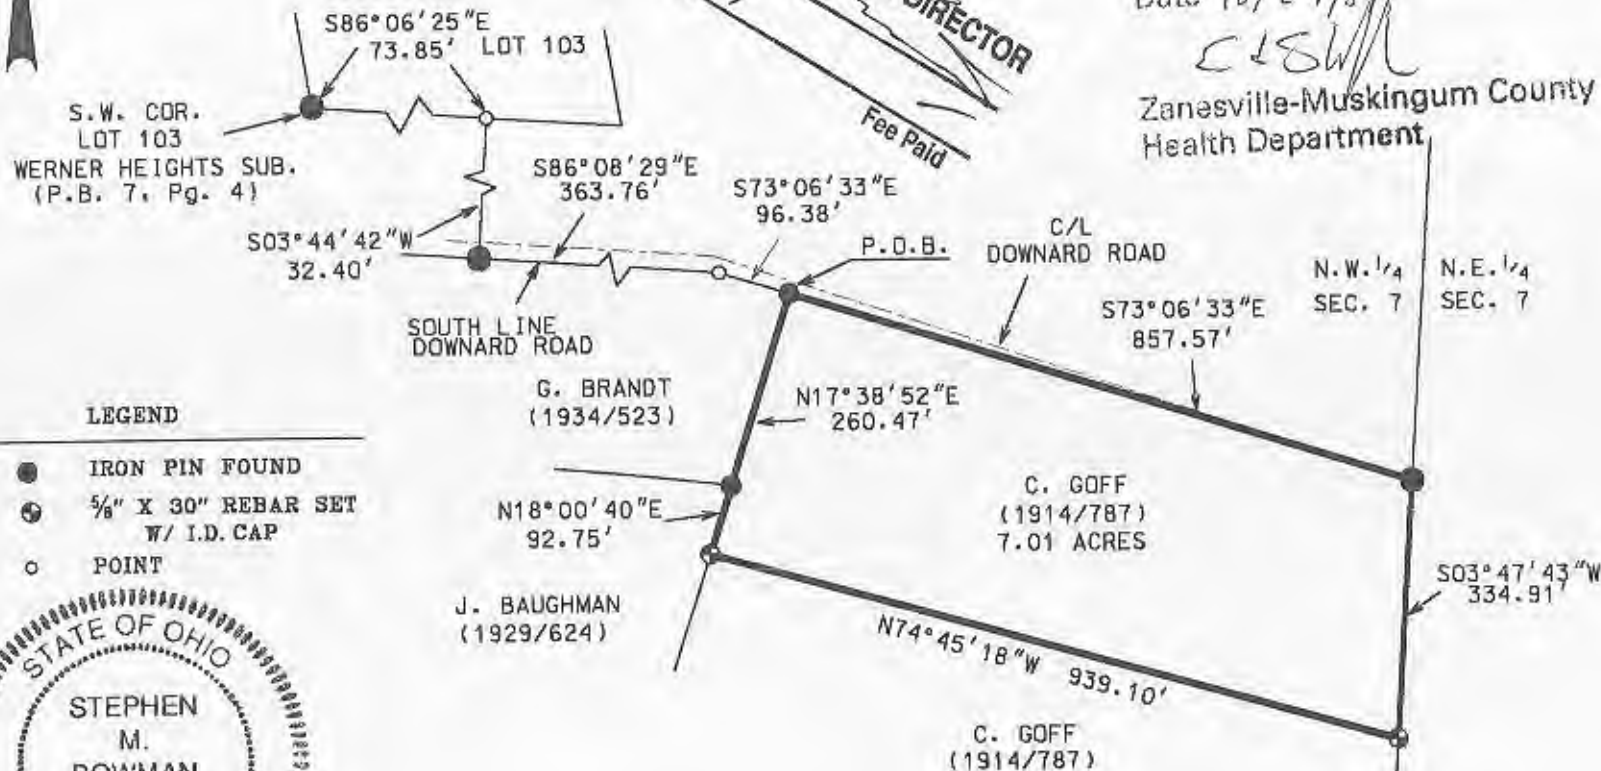 S86°06'25"E
73.85'
LOT 103
S.W. COR.
LOT 103
WERNER HEIGHTS SUB.
(P.B. 7, Pg. 4)
DIRECTOR
Fee Paid
Date
Zanesville-Muskingum County
Health Department
S03°44'42"W
32.40'
S86°08'29"E
363.76'
S73°06'33"E
96.38'
P.O.B.
C/L
DOWNARD ROAD
S73°06'33"E
857.57'
N.W. 1/4
SEC. 7
N.E. 1/4
SEC. 7
SOUTH LINE
DOWNARD ROAD
G. BRANDT
(1934/523)
N17°38'52"E
260.47'
LEGEND
IRON PIN FOUND
5/8" X 30" REBAR SET
W/ I.D. CAP
POINT
N18°00'40"E
92.75'
C. GOFF
(1914/787)
7.01 ACRES
S03°47'43"W
334.91'
J. BAUGHMAN
(1929/624)
N74°45'18"W 939.10'
C. GOFF
(1914/787)
STATE OF OHIO
STEPHEN
M.
BOWMAN